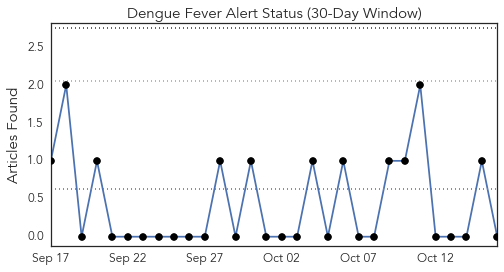 Dengue Fever Alert Status (30-Day Window)
Articles Found
2.5
2.0
1.5
1.0
0.5
0.0
Sep 17 Sep 22 Sep 27 Oct 02 Oct 07 Oct 12